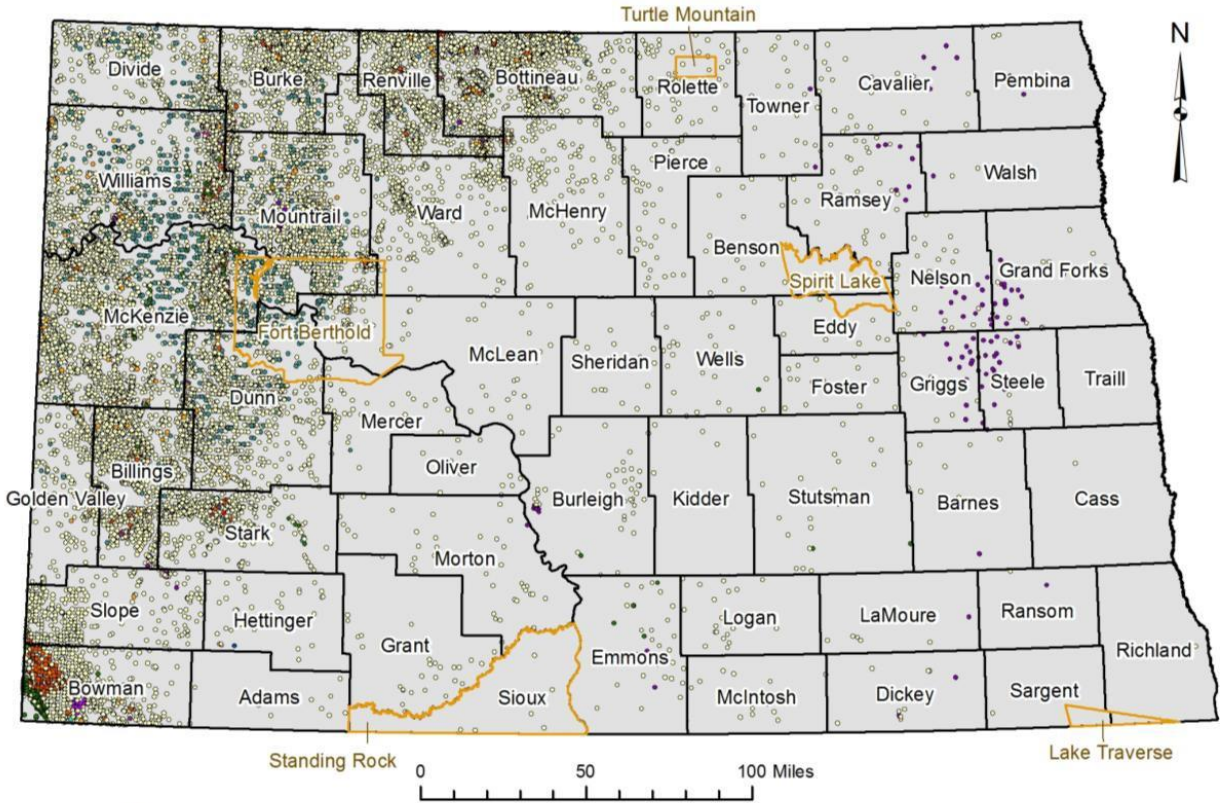 Turtle Mountain
N
Divide
Burke
Renville
Bottineau
Rolette
Towner
Cavalier
Pembina
Williams
Mountrail
Ward
McHenry
Pierce
Ramsey
Walsh
Benson
Spirit Lake
Nelson
Grand Forks
McKenzie
Fort Berthold
McLean
Sheridan
Wells
Eddy
Foster
Griggs
Steele
Traill
Dunn
Mercer
Oliver
Billings
Golden Valley
Stark
Burleigh
Kidder
Stutsman
Barnes
Cass
Morton
Slope
Hettinger
Grant
Emmons
Logan
LaMoure
Ransom
Richland
Bowman
Adams
Sioux
McIntosh
Dickey
Sargent
Standing Rock
Lake Traverse
0 50 100 Miles